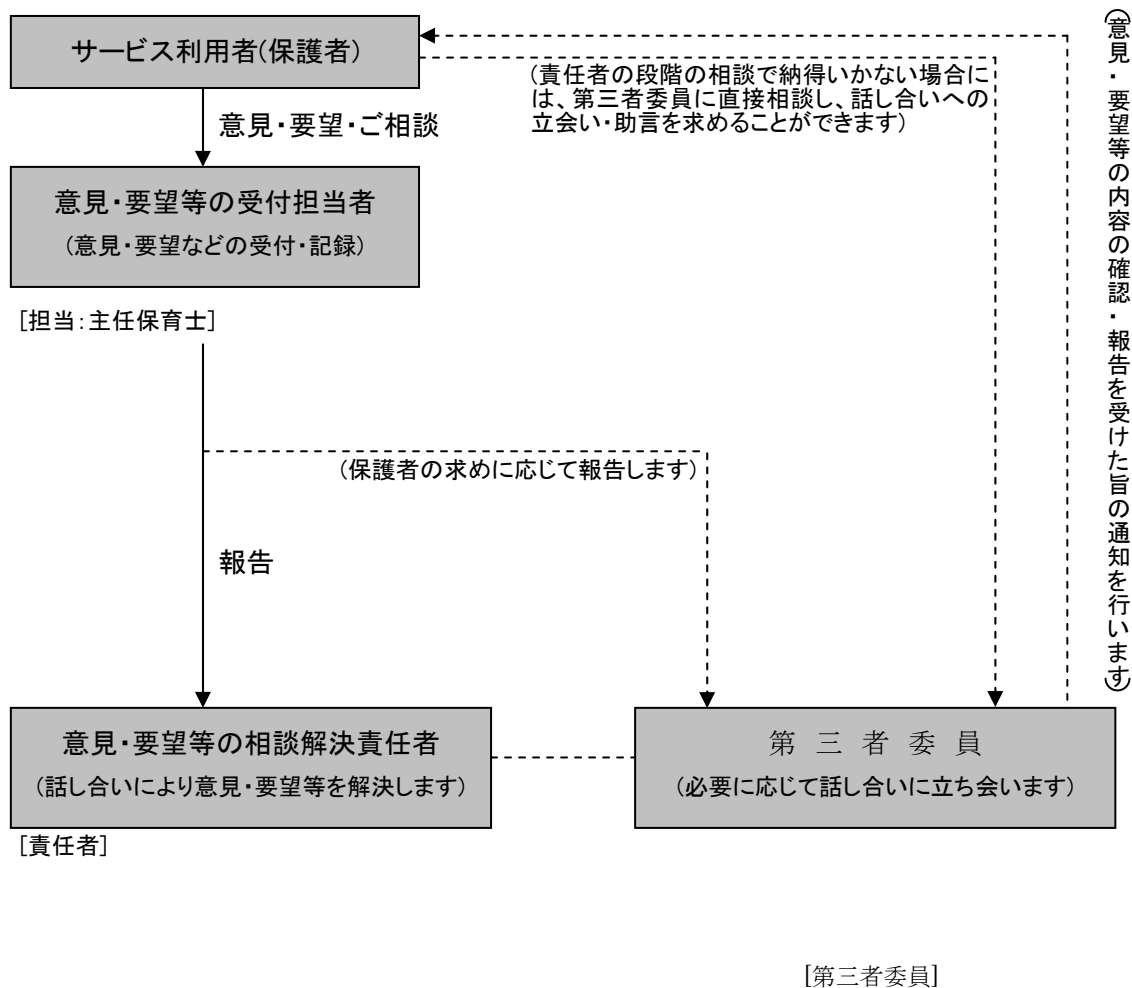 サービス利用者(保護者)
(責任者の段階の相談で納得いかない場合に
は、第三者委員に直接相談し、話し合いへの
立会い・助言を求めることができます)
意見・要望・ご相談
意見・要望等の受付担当者
(意見・要望などの受付・記録)
[担当:主任保育士]
(保護者の求めに応じて報告します)
報告
意見・要望等の相談解決責任者
(話し合いにより意見・要望等を解決します)
[責任者]
第三者委員
(必要に応じて話し合いに立ち会います)
(意見・要望等の内容の確認・報告を受けた旨の通知を行います)
[第三者委員]